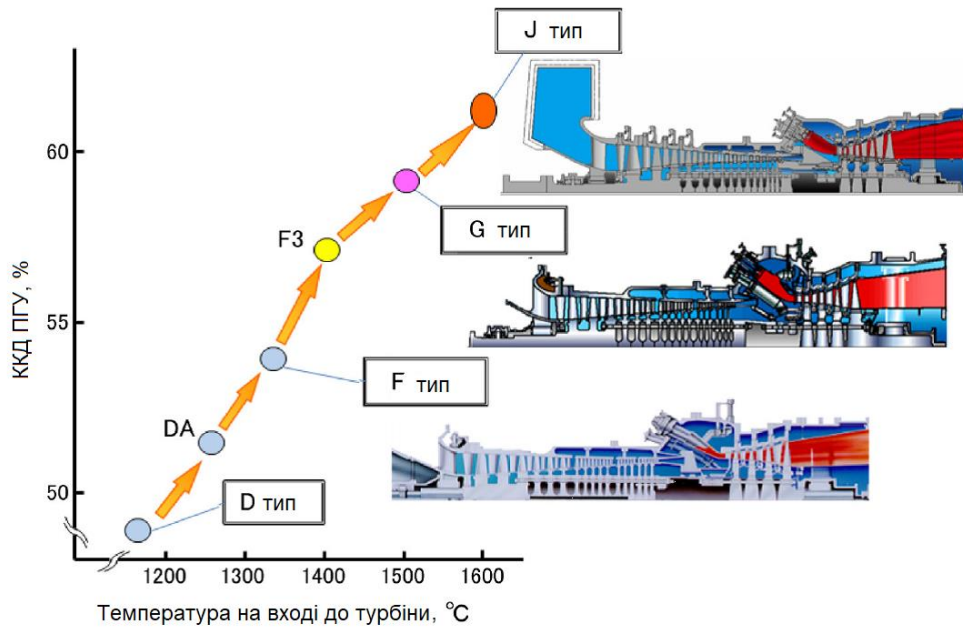 J тип
60
G тип
F3
55
ККД ПГУ, %
F тип
DA
50
D тип
1200 1300 1400 1500 1600
Температура на вході до турбіни, °C